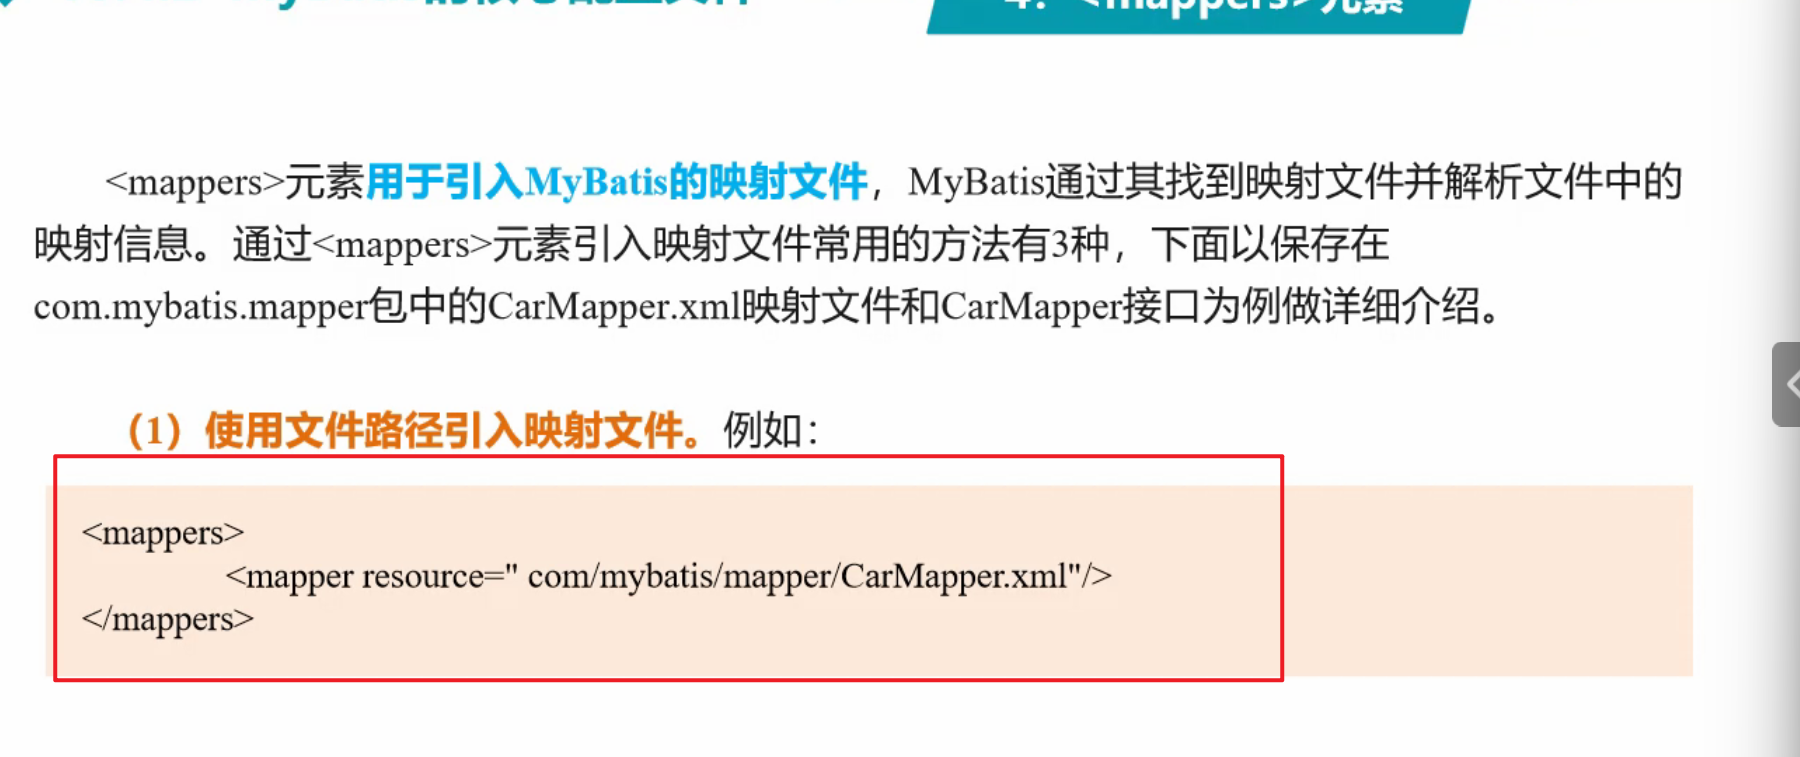 4. <mappers>元素
<mappers>元素用于引入MyBatis的映射文件，MyBatis通过其找到映射文件并解析文件中的
映射信息。通过<mappers>元素引入映射文件常用的方法有3种，下面以保存在
com.mybatis.mapper包中的CarMapper.xml映射文件和CarMapper接口为例做详细介绍。
（1）使用文件路径引入映射文件。例如：
<mappers>
<mapper resource=" com/mybatis/mapper/CarMapper.xml"/>
</mappers>